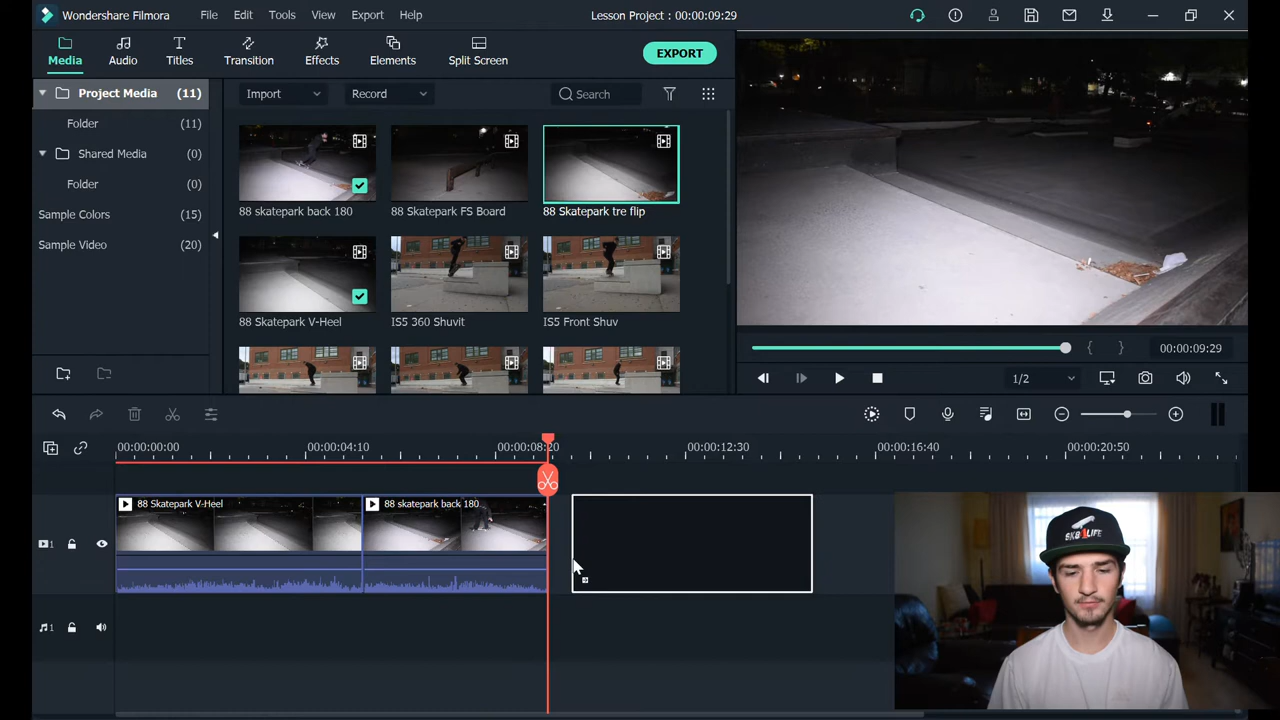 Wondershare Filmora
File Edit Tools View Export Help
Lesson Project : 00:00:09:29
Media
Audio
Titles
Transition
Effects
Elements
Split Screen
EXPORT
Project Media (11)
Folder (11)
Shared Media (0)
Folder (0)
Sample Colors (15)
Sample Video (20)
Import
Record
Search
88 skatepark back 180
88 Skatepark FS Board
88 Skatepark tre flip
88 Skatepark V-Heel
IS5 360 Shuvit
IS5 Front Shuv
00:00:09:29
1/2
00:00:00:00
00:00:04:10
00:00:08:20
00:00:12:30
00:00:16:40
00:00:20:50
88 Skatepark V-Heel
88 skatepark back 180
1
1
SK8 4 LIFE